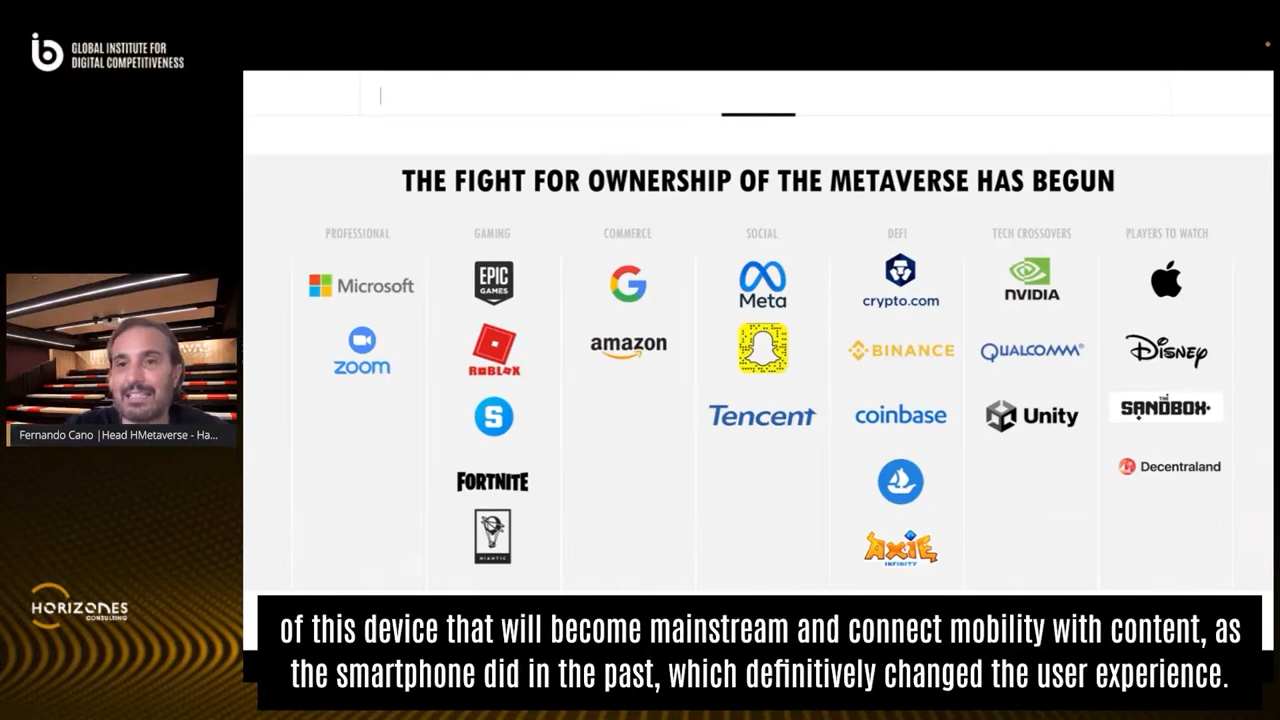 GLOBAL INSTITUTE FOR
DIGITAL COMPETITIVENESS
THE FIGHT FOR OWNERSHIP OF THE METAVERSE HAS BEGUN
PROFESSIONAL
GAMING
COMMERCE
SOCIAL
DEFI
TECH CROSSOVERS
PLAYERS TO WATCH
Microsoft
EPIC
GAMES
G
Meta
crypto.com
NVIDIA
zoom
ROBLOX
amazon
BINANCE
QUALCOMM®
DISNEY
S
Tencent
coinbase
Unity
THE
SANDBOX
FORTNITE
Decentraland
NIANTIC
AXIE
INFINITY
Fernando Cano |Head HMetaverse - Ha...
HORIZONES
CONSULTING
of this device that will become mainstream and connect mobility with content, as
the smartphone did in the past, which definitively changed the user experience.